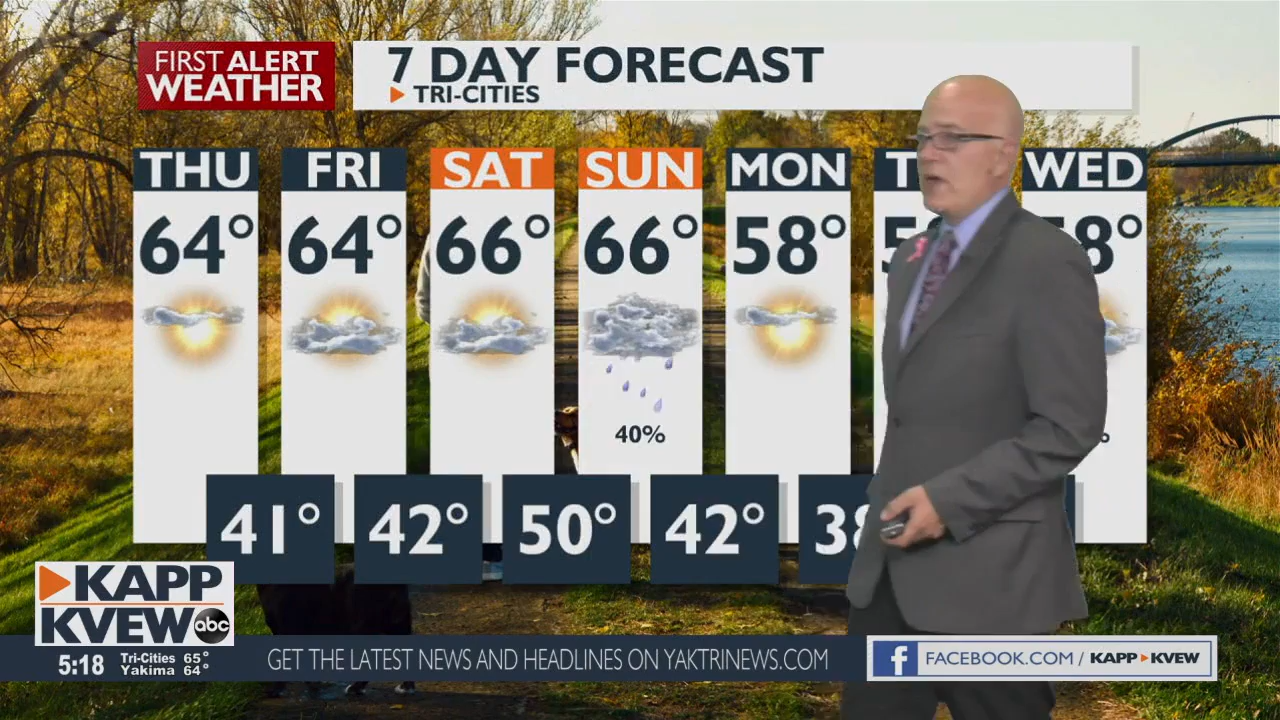 FIRST ALERT
WEATHER
7 DAY FORECAST
TRI-CITIES
THU FRI SAT SUN MON WED
64° 64° 66° 66° 58°
40%
41° 42° 50° 42°
KAPP
KVEW abc
5:18 Tri-Cities 65°
Yakima 64°
GET THE LATEST NEWS AND HEADLINES ON YAKTRINEWS.COM
f FACEBOOK.COM / KAPP KVEW